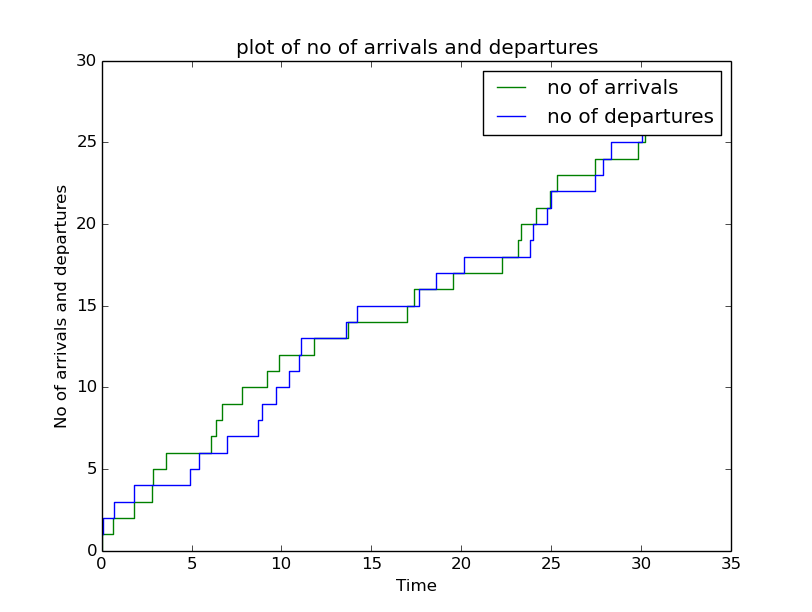 plot of no of arrivals and departures
30
25
20
15
10
5
0
No of arrivals and departures
no of arrivals
no of departures
0 5 10 15 20 25 30 35
Time